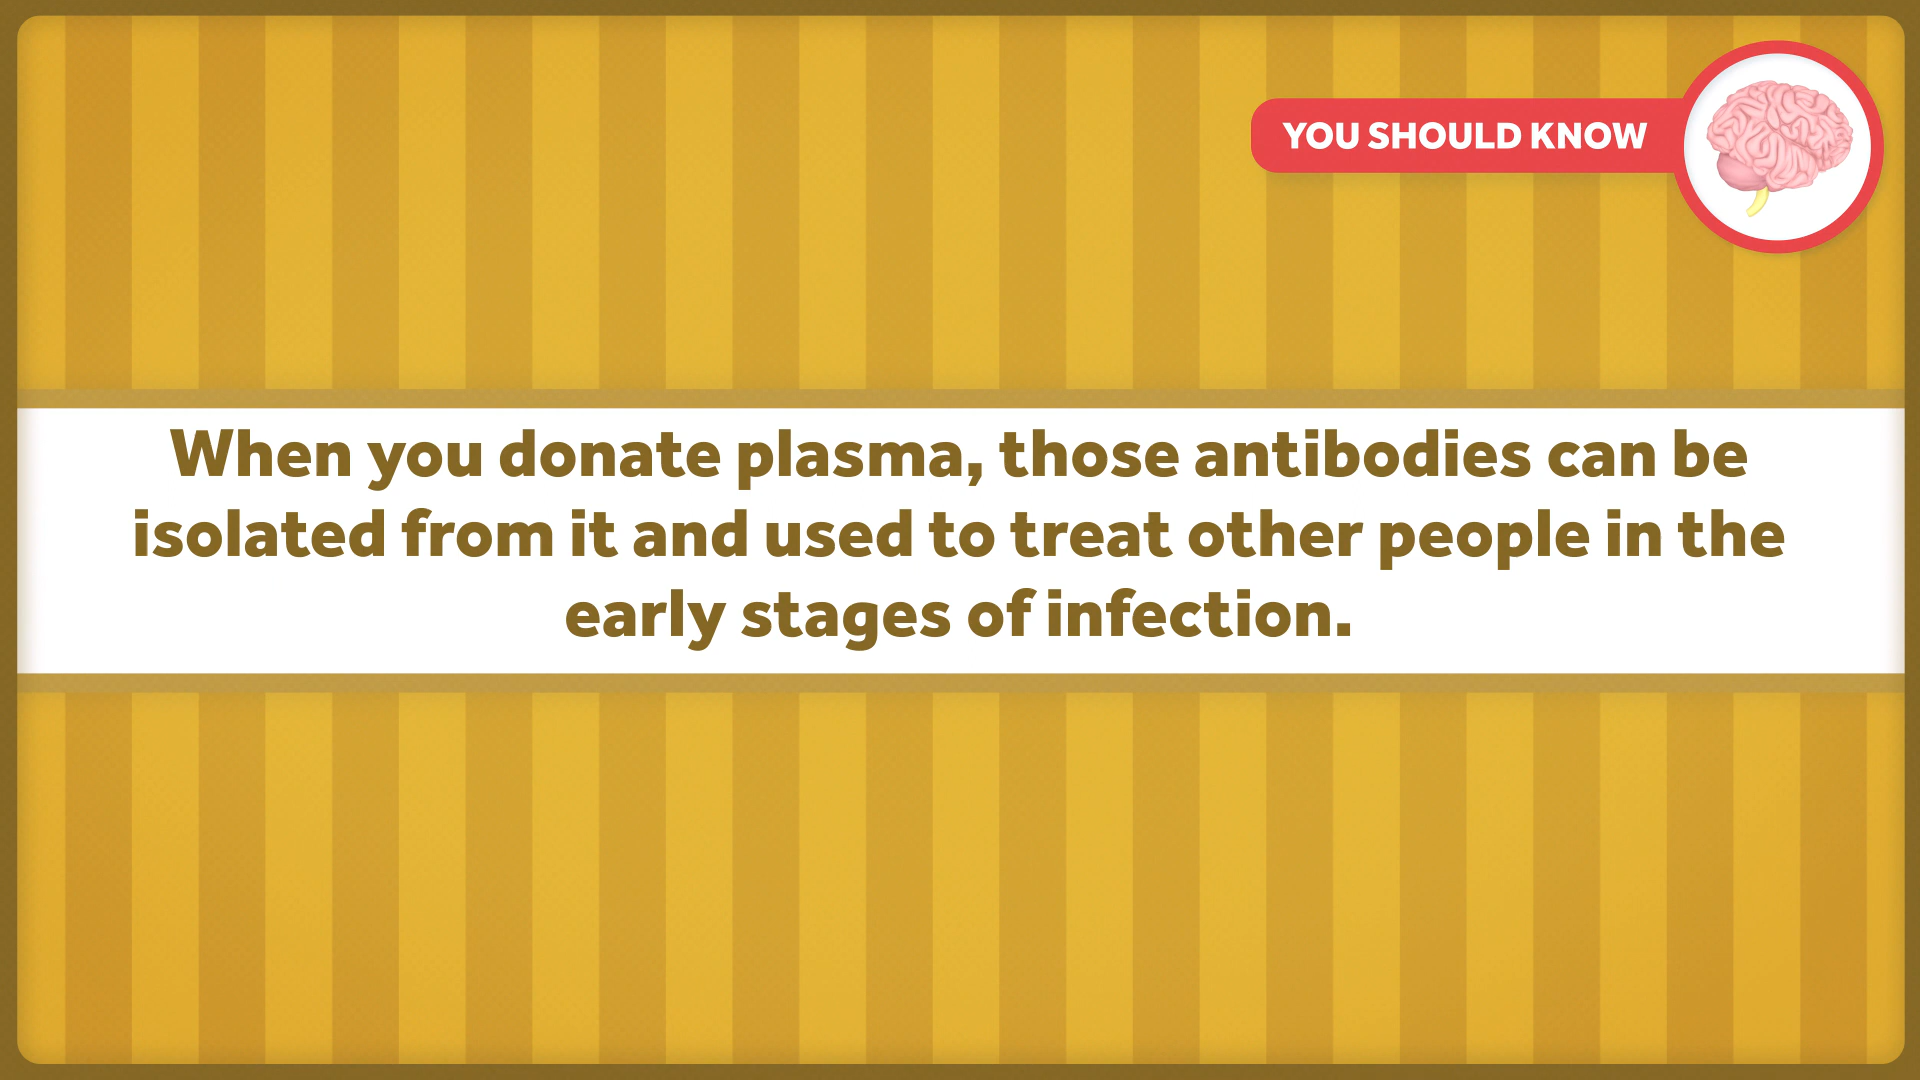 YOU SHOULD KNOW
When you donate plasma, those antibodies can be
isolated from it and used to treat other people in the
early stages of infection.